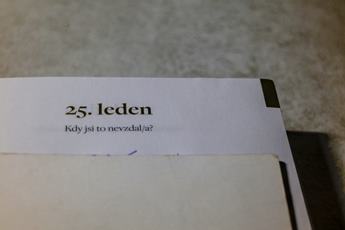 25. leden
Kdy jsi to nevzdal/a?